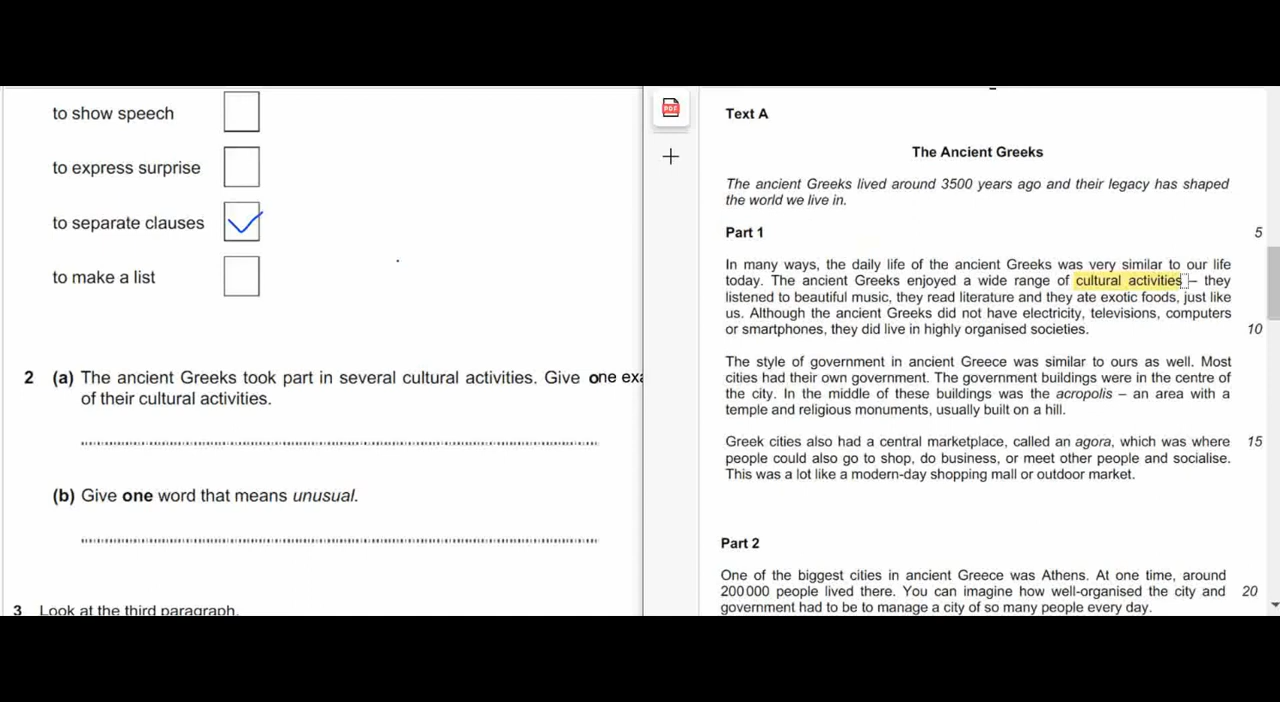 to show speech
to express surprise
to separate clauses
to make a list
2 (a) The ancient Greeks took part in several cultural activities. Give one
of their cultural activities.
(b) Give one word that means unusual.
3 Look at the third paragraph.
PDF
Text A
The Ancient Greeks
The ancient Greeks lived around 3500 years ago and their legacy has shaped
the world we live in.
Part 1 5
In many ways, the daily life of the ancient Greeks was very similar to our life
today. The ancient Greeks enjoyed a wide range of cultural activities – they
listened to beautiful music, they read literature and they ate exotic foods, just like
us. Although the ancient Greeks did not have electricity, televisions, computers
or smartphones, they did live in highly organised societies. 10
The style of government in ancient Greece was similar to ours as well. Most
cities had their own government. The government buildings were in the centre of
the city. In the middle of these buildings was the acropolis – an area with a
temple and religious monuments, usually built on a hill.
Greek cities also had a central marketplace, called an agora, which was where 15
people could also go to shop, do business, or meet other people and socialise.
This was a lot like a modern-day shopping mall or outdoor market.
Part 2
One of the biggest cities in ancient Greece was Athens. At one time, around
200 000 people lived there. You can imagine how well-organised the city and 20
government had to be to manage a city of so many people every day.